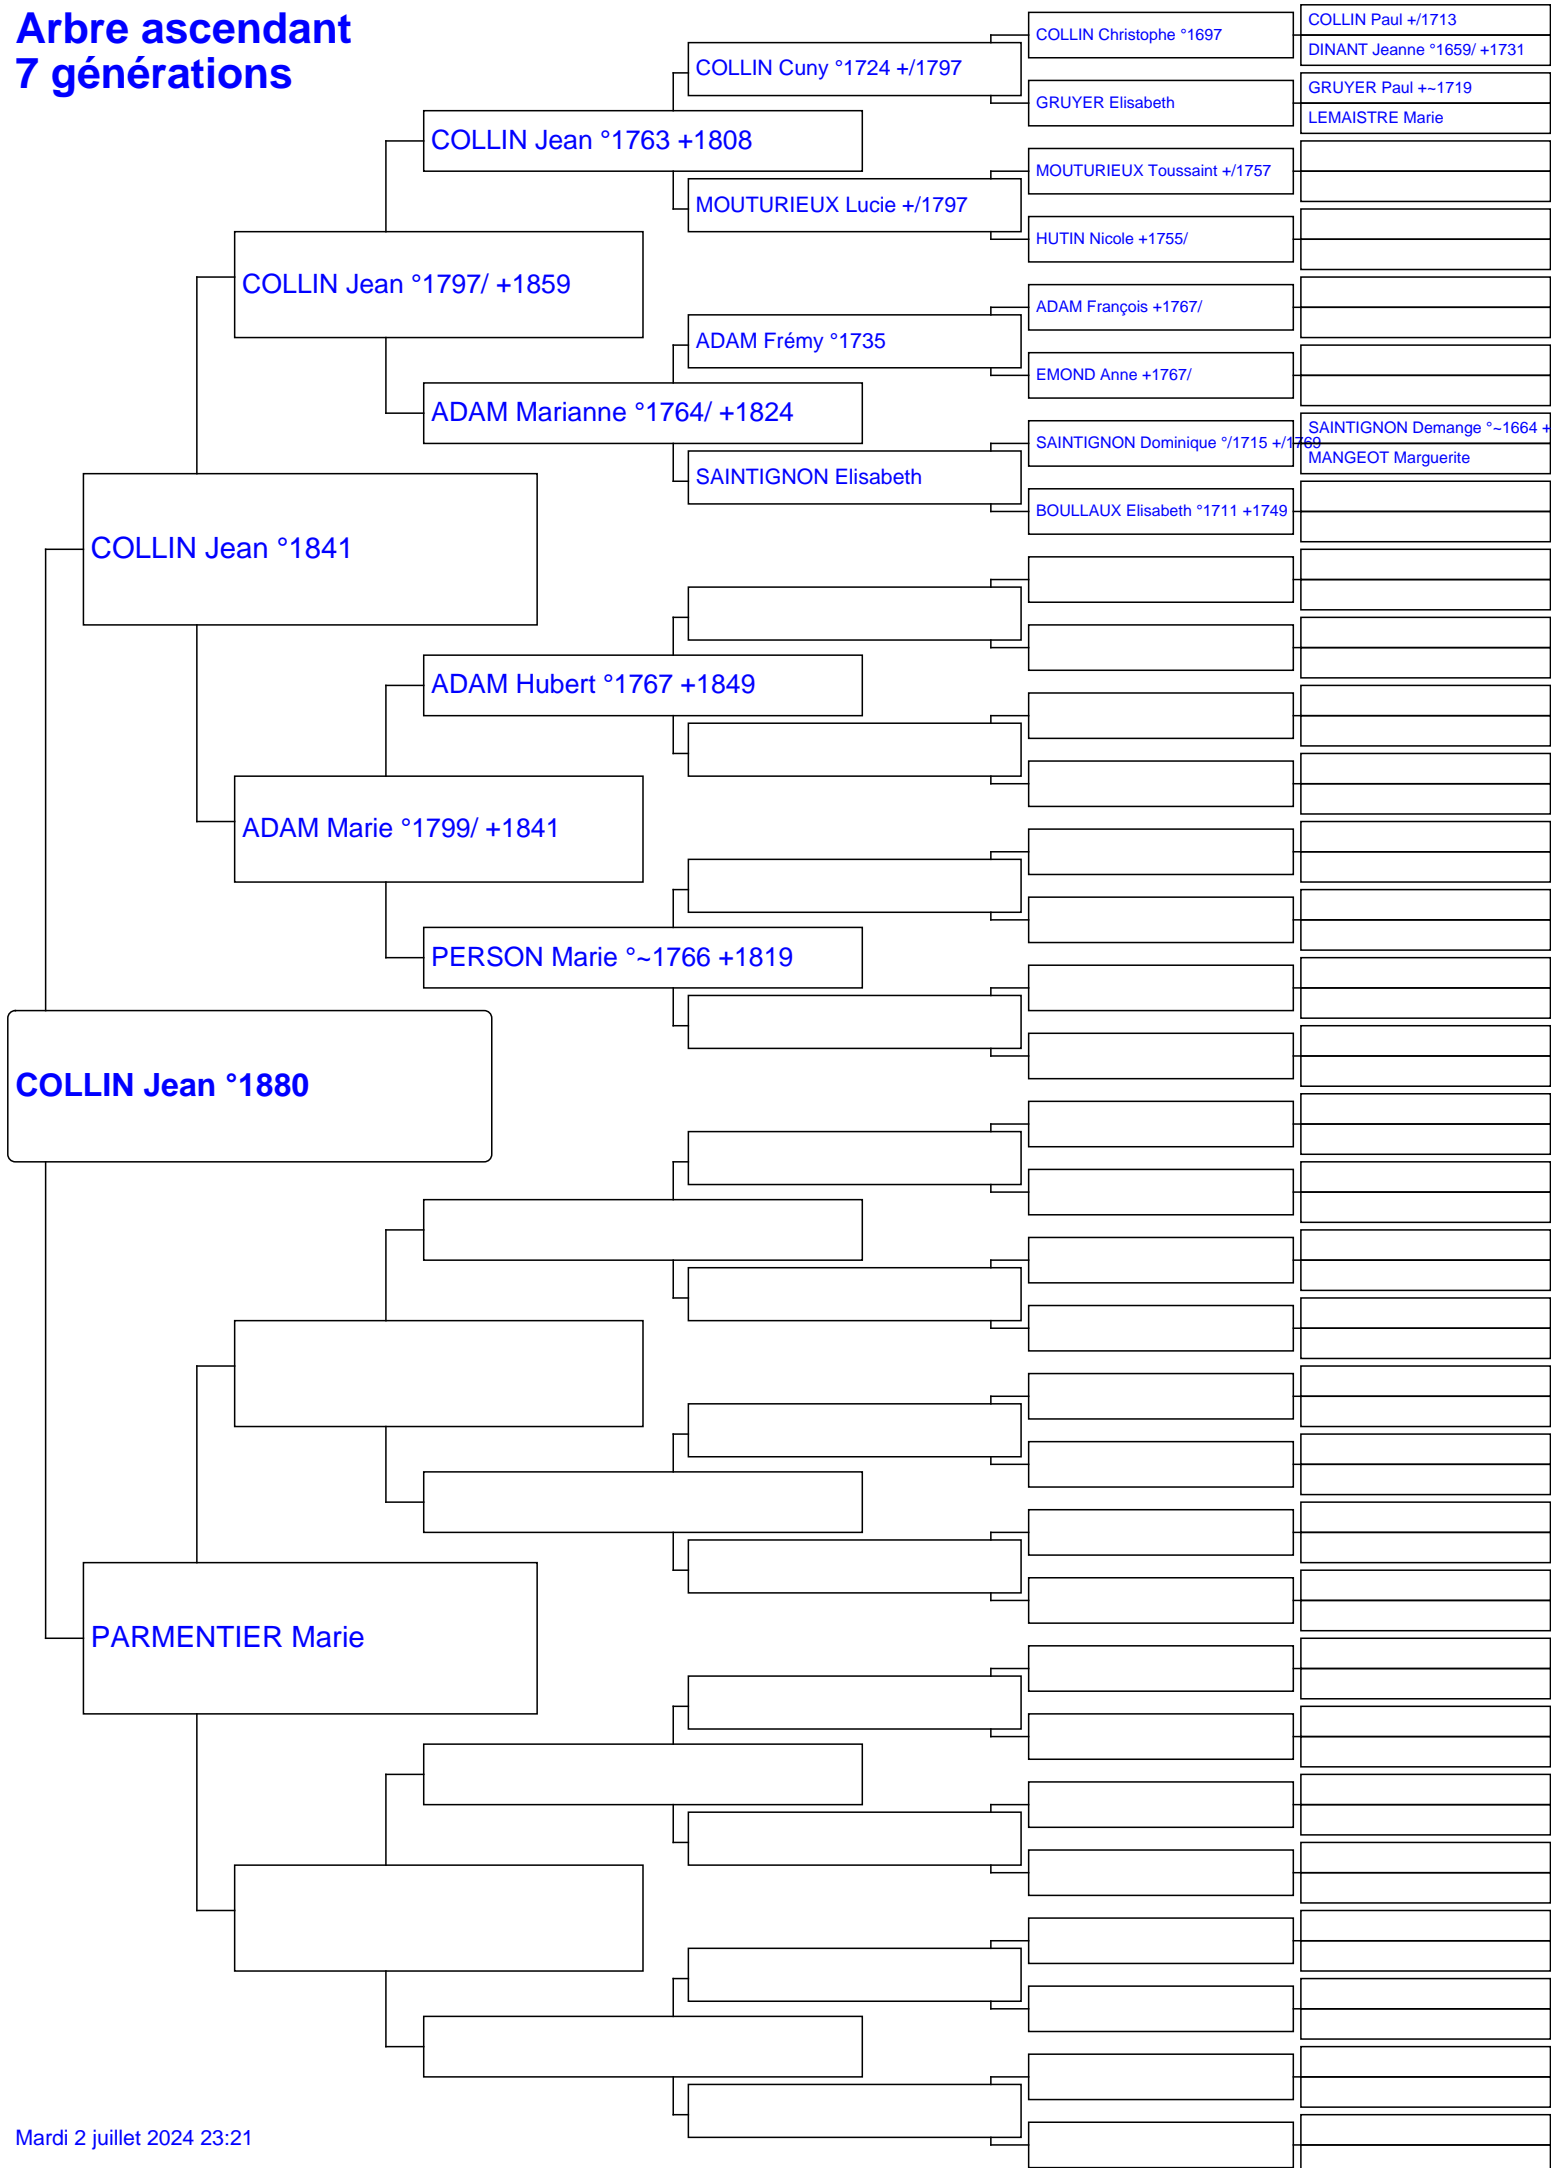 Arbre ascendant
7 générations
COLLIN Jean °1880
COLLIN Jean °1841
PARMENTIER Marie
COLLIN Jean °1797/ +1859
ADAM Marie °1799/ +1841
COLLIN Jean °1763 +1808
ADAM Marianne °1764/ +1824
ADAM Hubert °1767 +1849
PERSON Marie °~1766 +1819
COLLIN Cuny °1724 +/1797
MOUTURIEUX Lucie +/1797
ADAM Frémy °1735
SAINTIGNON Elisabeth
COLLIN Christophe °1697
GRUYER Elisabeth
MOUTURIEUX Toussaint +/1757
HUTIN Nicole +1755/
ADAM François +1767/
EMOND Anne +1767/
SAINTIGNON Dominique °/1715 +/1769
BOULLAUX Elisabeth °1711 +1749
COLLIN Paul +/1713
DINANT Jeanne °1659/ +1731
GRUYER Paul +~1719
LEMAISTRE Marie
SAINTIGNON Demange °~1664 +
MANGEOT Marguerite
Mardi 2 juillet 2024 23:21